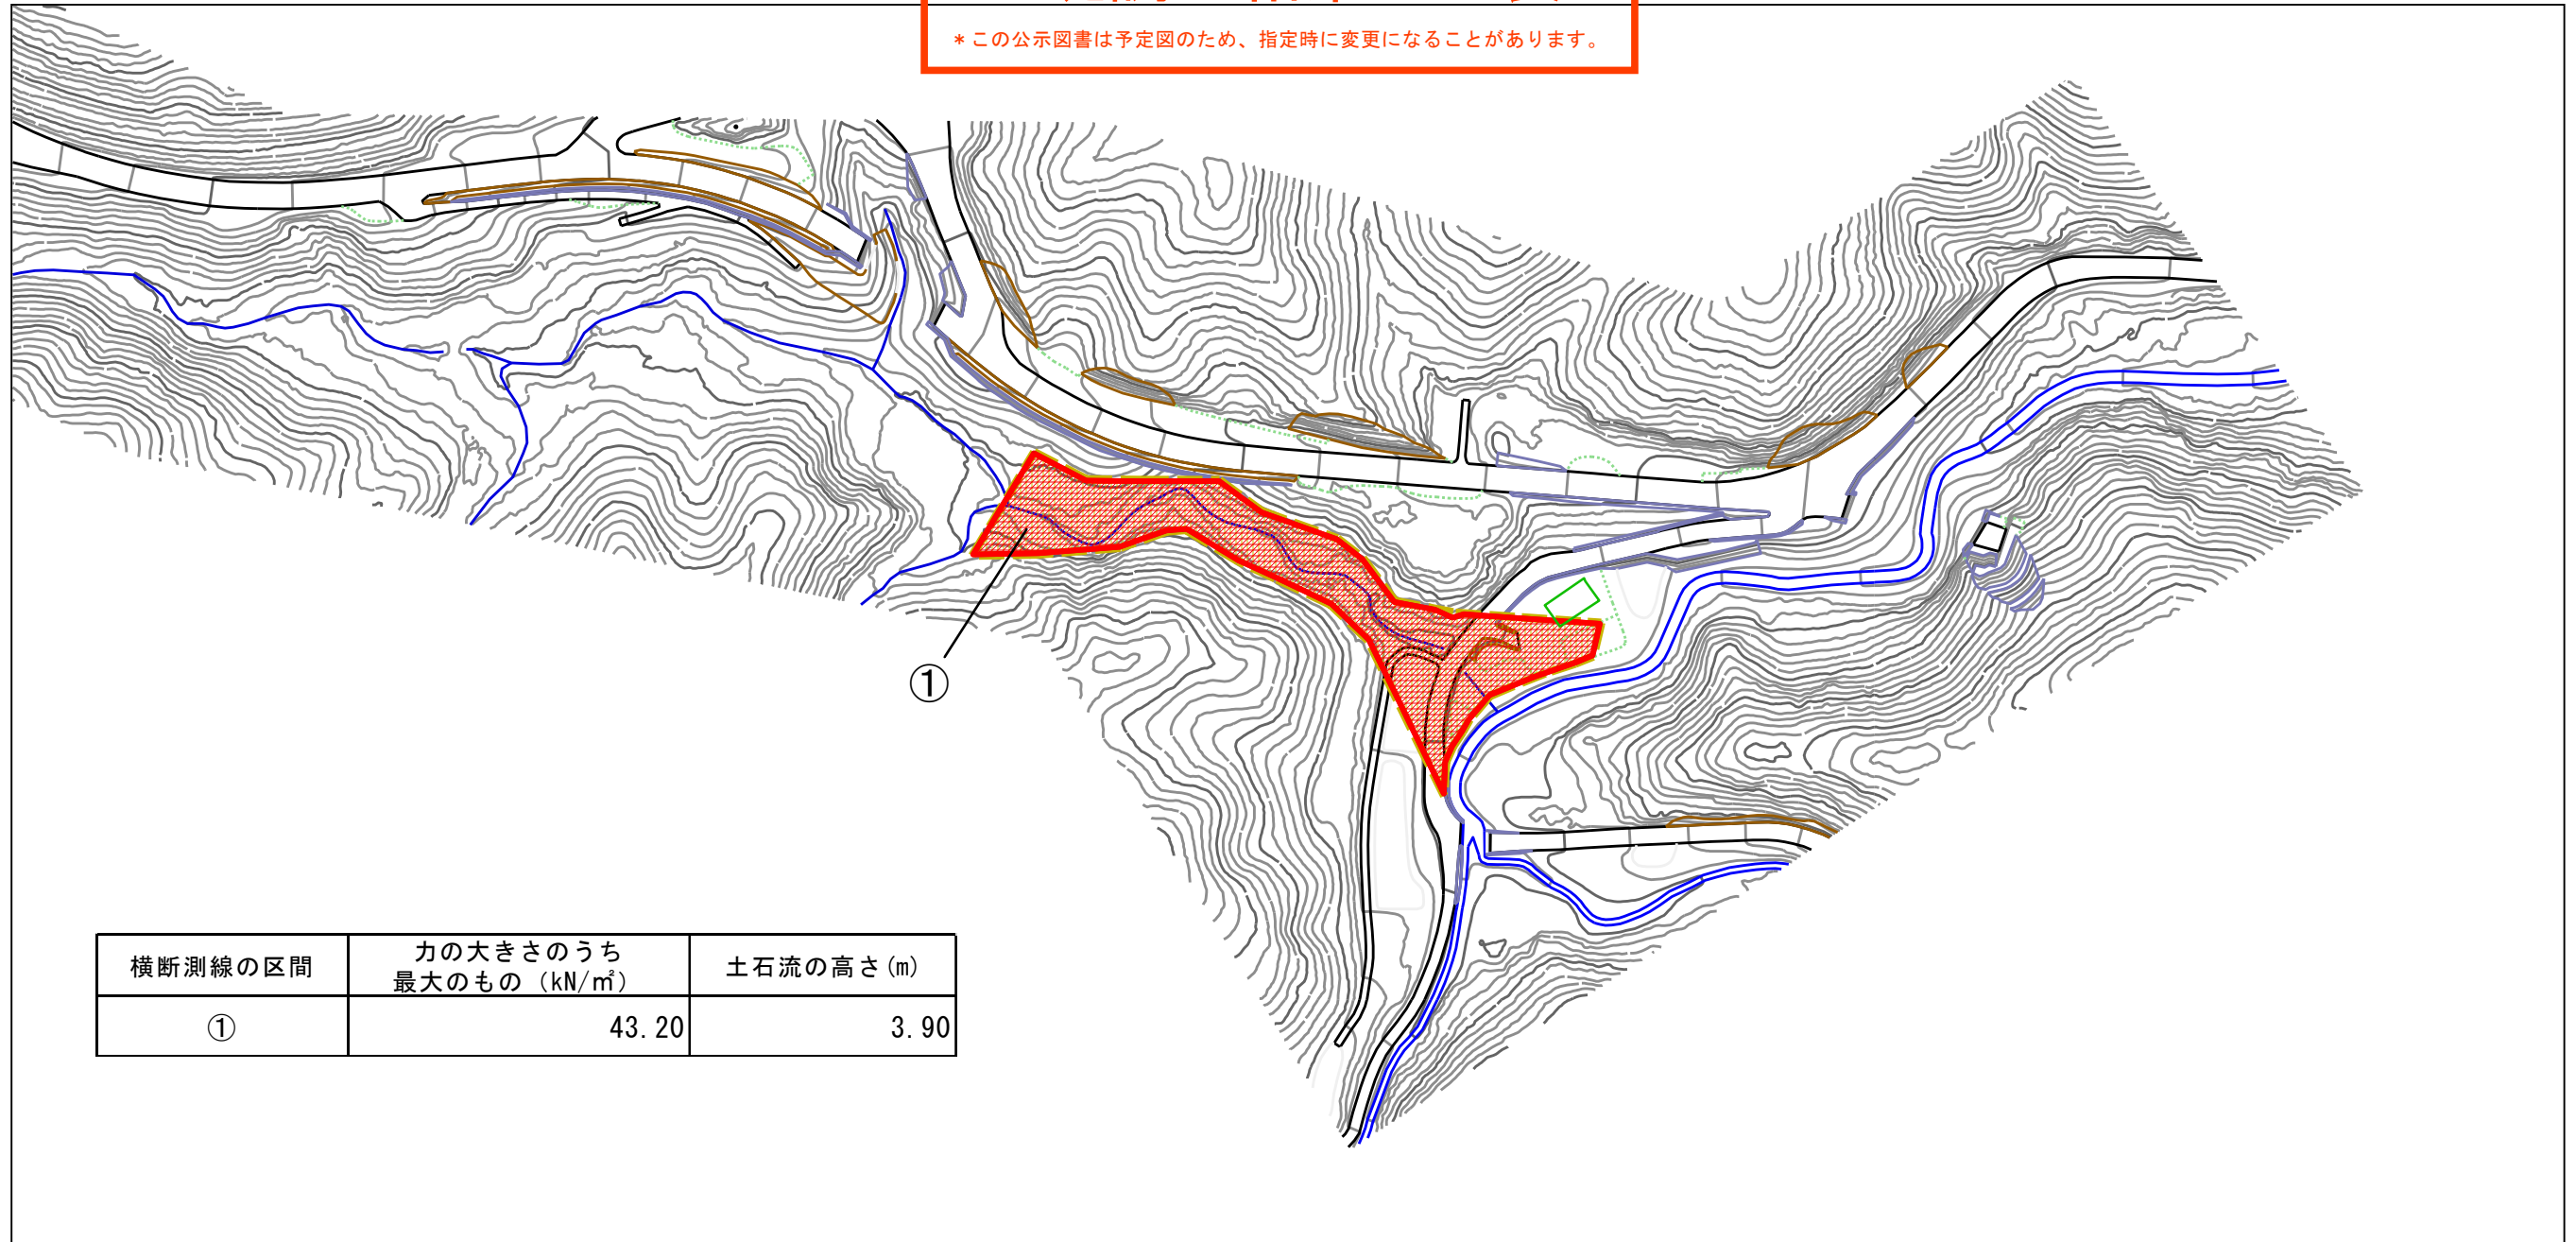 *この公示図書は予定図のため、指定時に変更になることがあります。
①
横断測線の区間
力の大きさのうち
最大のもの（kN/㎡）
土石流の高さ(m)
①
43.20
3.90